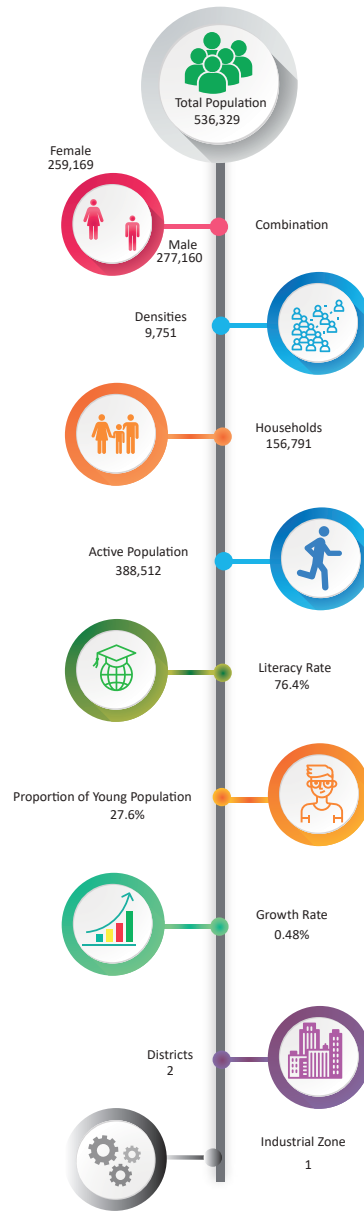 Total Population
536,329
Female
259,169
Male
277,160
Combination
Densities
9,751
Households
156,791
Active Population
388,512
Literacy Rate
76.4%
Proportion of Young Population
27.6%
Growth Rate
0.48%
Districts
2
Industrial Zone
1